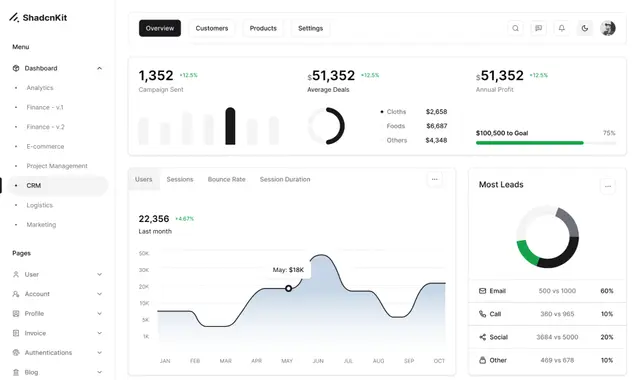 ShadcnKit
Menu
Dashboard
Analytics
Finance - v.1
Finance - v.2
E-commerce
Project Management
CRM
Logistics
Marketing
Pages
User
Account
Profile
Invoice
Authentications
Blog
Overview Customers Products Settings
1,352 +12.5%
Campaign Sent
$51,352 +12.5%
Average Deals
Cloths $2,658
Foods $6,687
Others $4,348
$51,352 +12.5%
Annual Profit
$100,500 to Goal 75%
Users Sessions Bounce Rate Session Duration
22,356 +4.67%
Last month
50K
30K
20K
10K
5K
1K
May: $18K
JAN FEB MAR APR MAY JUN JUL AUG SEP OCT
Most Leads
Email 500 vs 1000 60%
Call 360 vs 965 10%
Social 3684 vs 5000 20%
Other 469 vs 678 10%